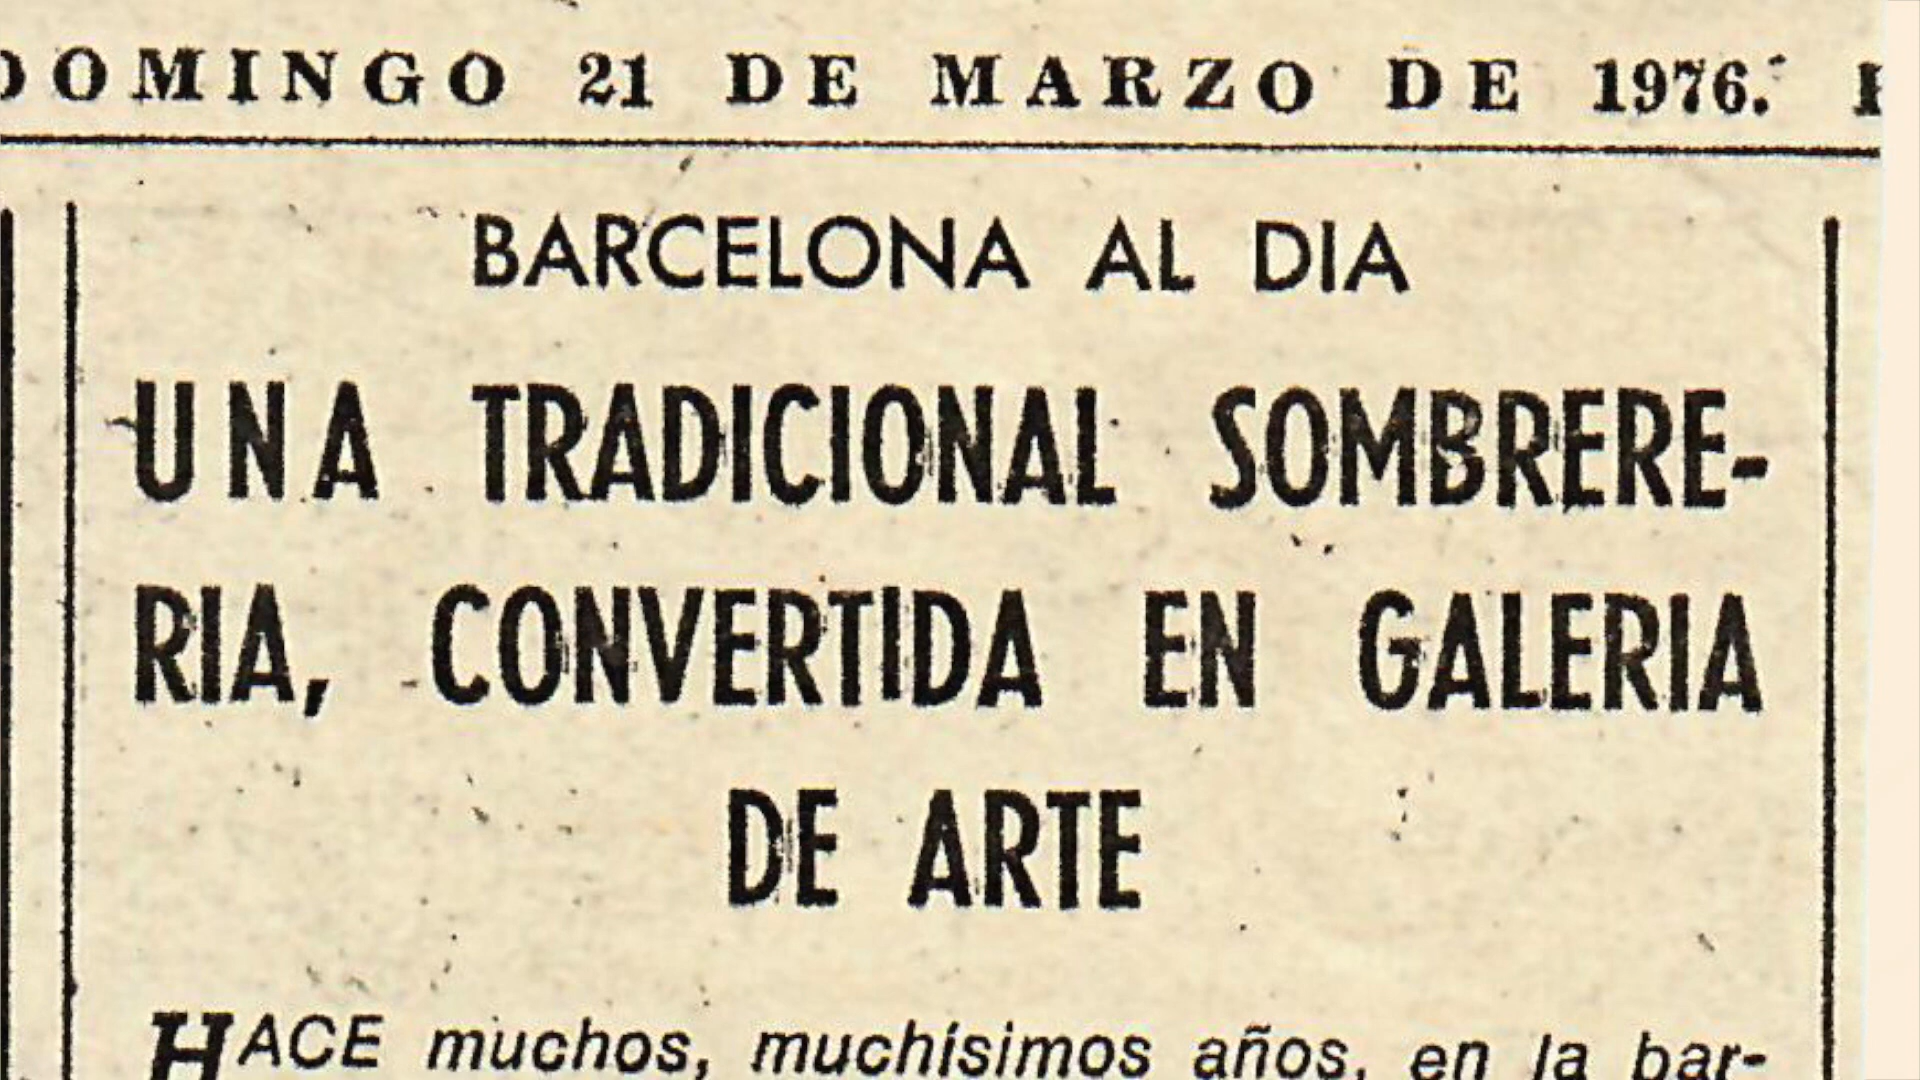 DOMINGO 21 DE MARZO DE 1976.
BARCELONA AL DIA
UNA TRADICIONAL SOMBRERE-
RIA, CONVERTIDA EN GALERIA
DE ARTE
HACE muchos, muchísimos años, en la bar-